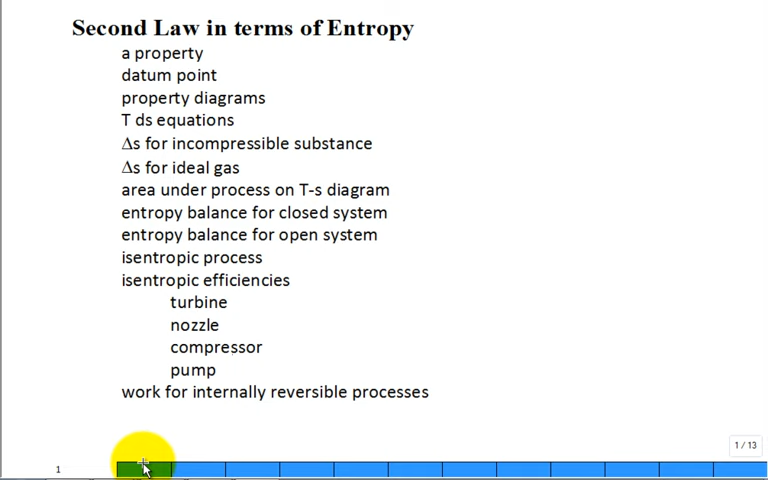 Second Law in terms of Entropy
a property
datum point
property diagrams
T ds equations
Δs for incompressible substance
Δs for ideal gas
area under process on T-s diagram
entropy balance for closed system
entropy balance for open system
isentropic process
isentropic efficiencies
turbine
nozzle
compressor
pump
work for internally reversible processes
1 / 13
1